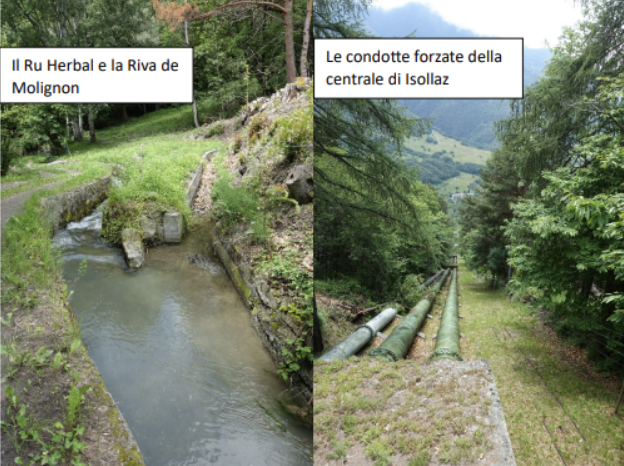 Il Ru Herbal e la Riva de
Molignon
Le condotte forzate della
centrale di Isollaz